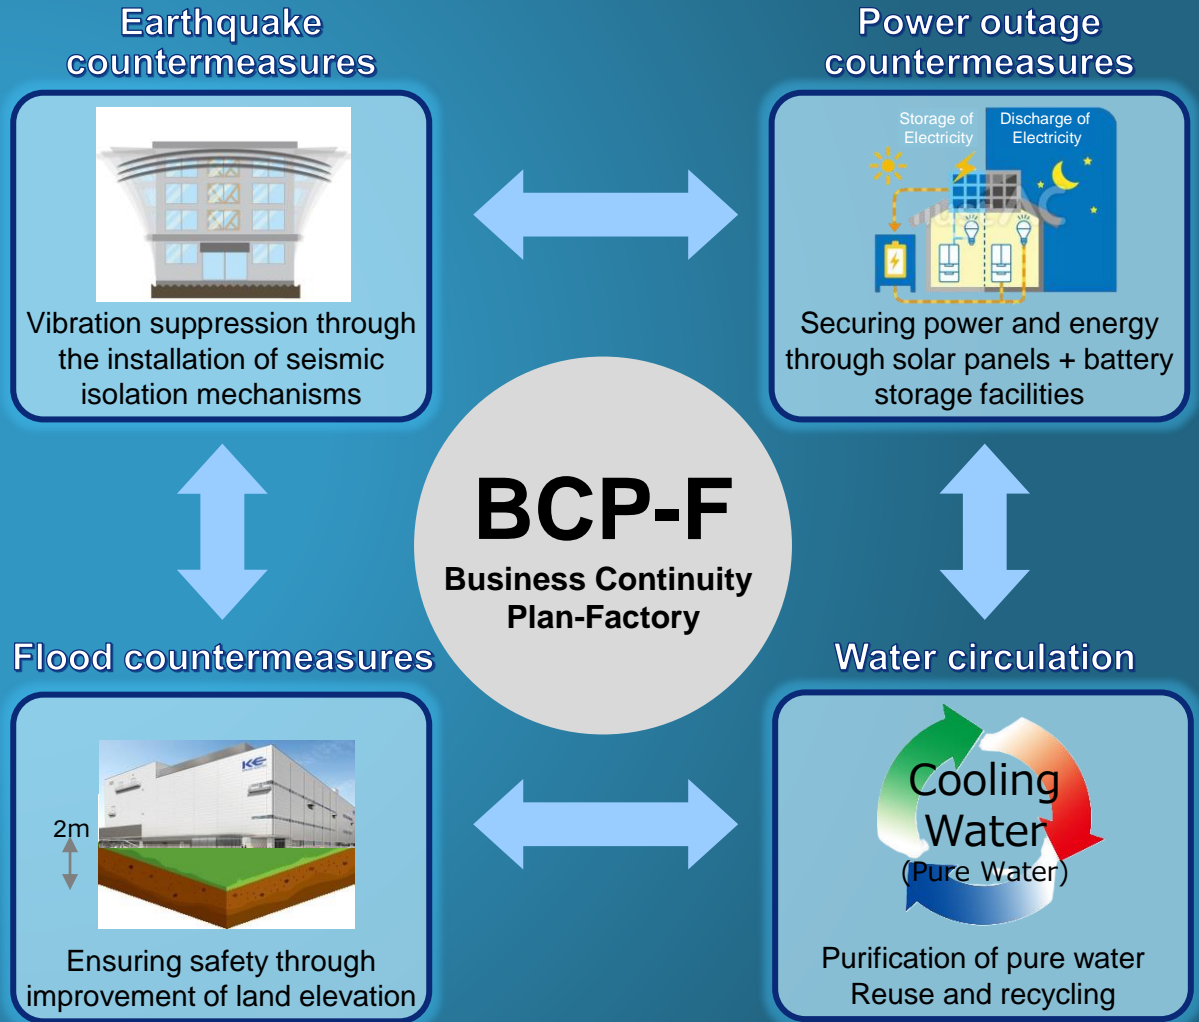 Earthquake
countermeasures
Power outage
countermeasures
Storage of
Electricity
Discharge of
Electricity
Vibration suppression through
the installation of seismic
isolation mechanisms
Securing power and energy
through solar panels + battery
storage facilities
BCP-F
Business Continuity
Plan-Factory
Flood countermeasures
Water circulation
KE
2m
Ensuring safety through
improvement of land elevation
Cooling
Water
(Pure Water)
Purification of pure water
Reuse and recycling